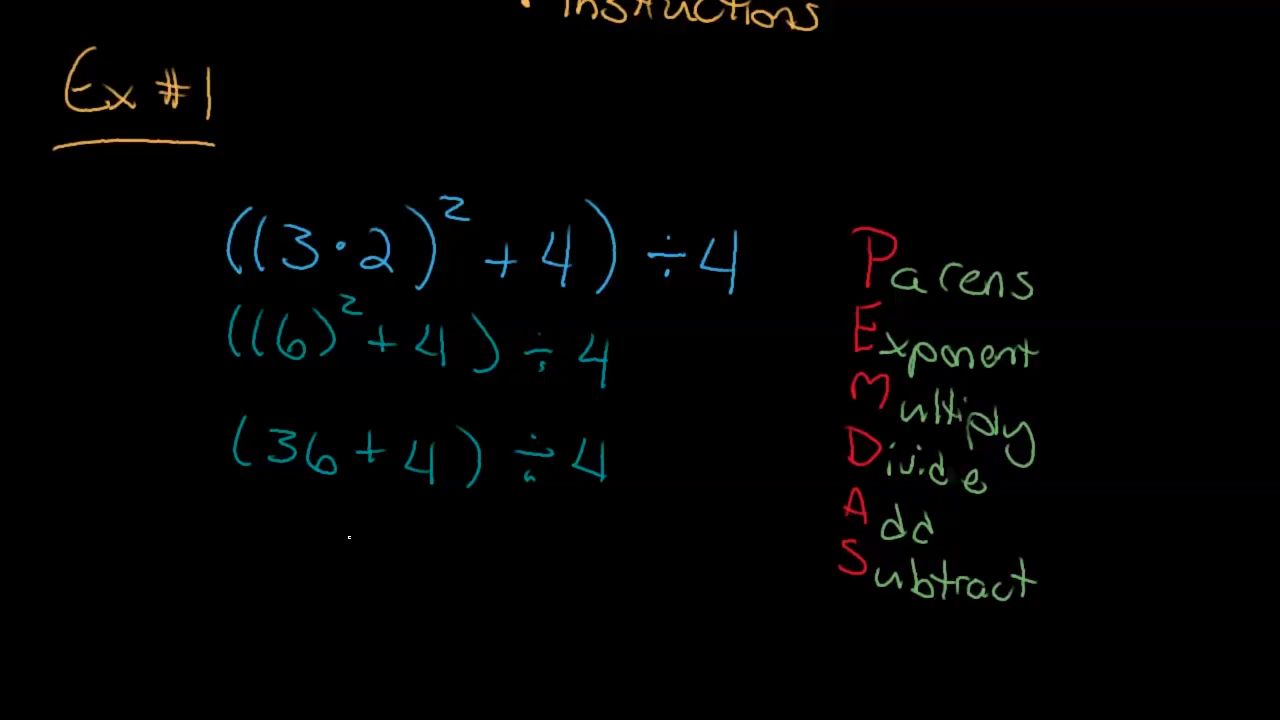 • Instructions
Ex #1
((3·2)² + 4) ÷ 4
((6)² + 4) ÷ 4
(36 + 4) ÷ 4
Parens
Exponent
Multiply
Divide
Add
Subtract